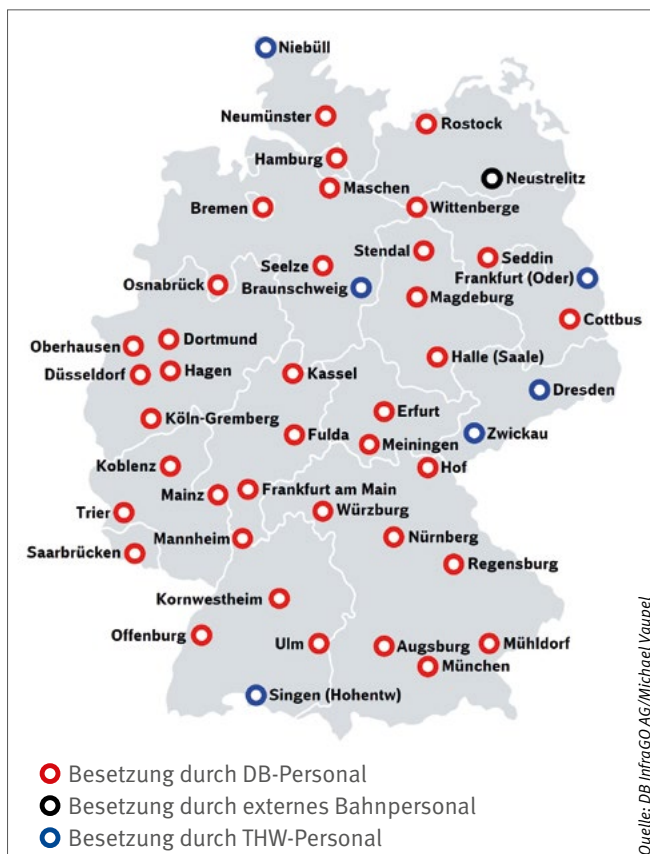 Niebüll
Neumünster
Rostock
Hamburg
Neustrelitz
Maschen
Bremen
Wittenberge
Stendal
Seddin
Seelze
Frankfurt (Oder)
Osnabrück
Braunschweig
Magdeburg
Cottbus
Dortmund
Oberhausen
Halle (Saale)
Düsseldorf
Hagen
Kassel
Dresden
Erfurt
Köln-Gremberg
Zwickau
Fulda
Meiningen
Koblenz
Hof
Frankfurt am Main
Mainz
Trier
Würzburg
Mannheim
Nürnberg
Saarbrücken
Regensburg
Kornwestheim
Offenburg
Ulm
Augsburg
Mühldorf
München
Singen (Hohentw)
Besetzung durch DB-Personal
Besetzung durch externes Bahnpersonal
Besetzung durch THW-Personal
Quelle: DB InfraGO AG/Michael Vaupel